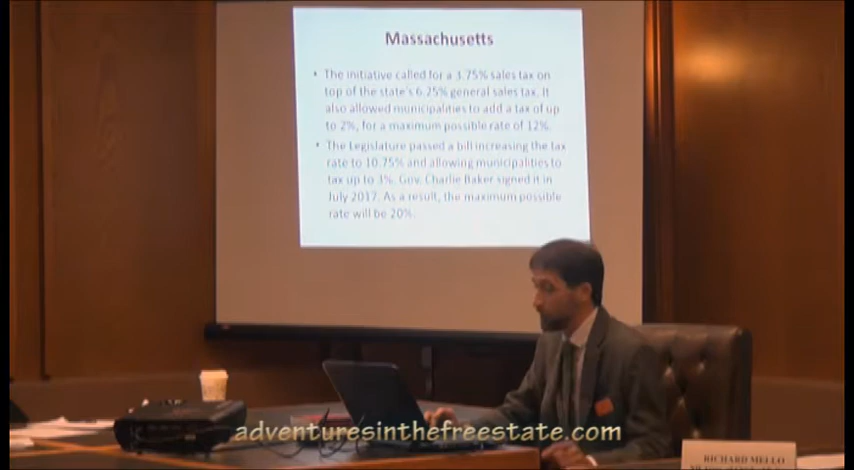 Massachusetts
• The initiative called for a 3.75% sales tax on
top of the state's 6.25% general sales tax. It
also allowed municipalities to add a tax of up
to 2%, for a maximum possible rate of 12%.
• The Legislature passed a bill increasing the tax
rate to 10.75% and allowing municipalities to
tax up to 3%. Gov. Charlie Baker signed it in
July 2017. As a result, the maximum possible
rate will be 20%.
adventuresinthefreestate.com
RICHARD MELLO